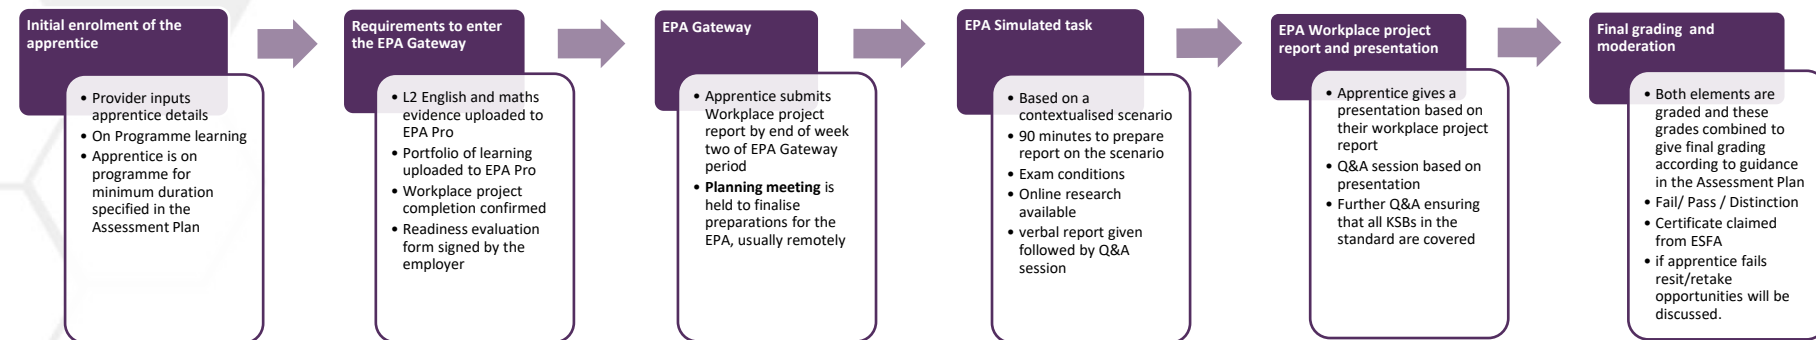 Initial enrolment of the
apprentice
• Provider inputs
apprentice details
• On Programme learning
• Apprentice is on
programme for
minimum duration
specified in the
Assessment Plan
Requirements to enter
the EPA Gateway
• L2 English and maths
evidence uploaded to
EPA Pro
• Portfolio of learning
uploaded to EPA Pro
• Workplace project
completion confirmed
• Readiness evaluation
form signed by the
employer
EPA Gateway
• Apprentice submits
Workplace project
report by end of week
two of EPA Gateway
period
• Planning meeting is
held to finalise
preparations for the
EPA, usually remotely
EPA Simulated task
• Based on a
contextualised scenario
• 90 minutes to prepare
report on the scenario
• Exam conditions
• Online research
available
• verbal report given
followed by Q&A
session
EPA Workplace project
report and presentation
• Apprentice gives a
presentation based on
their workplace project
report
• Q&A session based on
presentation
• Further Q&A ensuring
that all KSBs in the
standard are covered
Final grading and
moderation
• Both elements are
graded and these
grades combined to
give final grading
according to guidance
in the Assessment Plan
• Fail/ Pass / Distinction
• Certificate claimed
from ESFA
• if apprentice fails
resit/retake
opportunities will be
discussed.